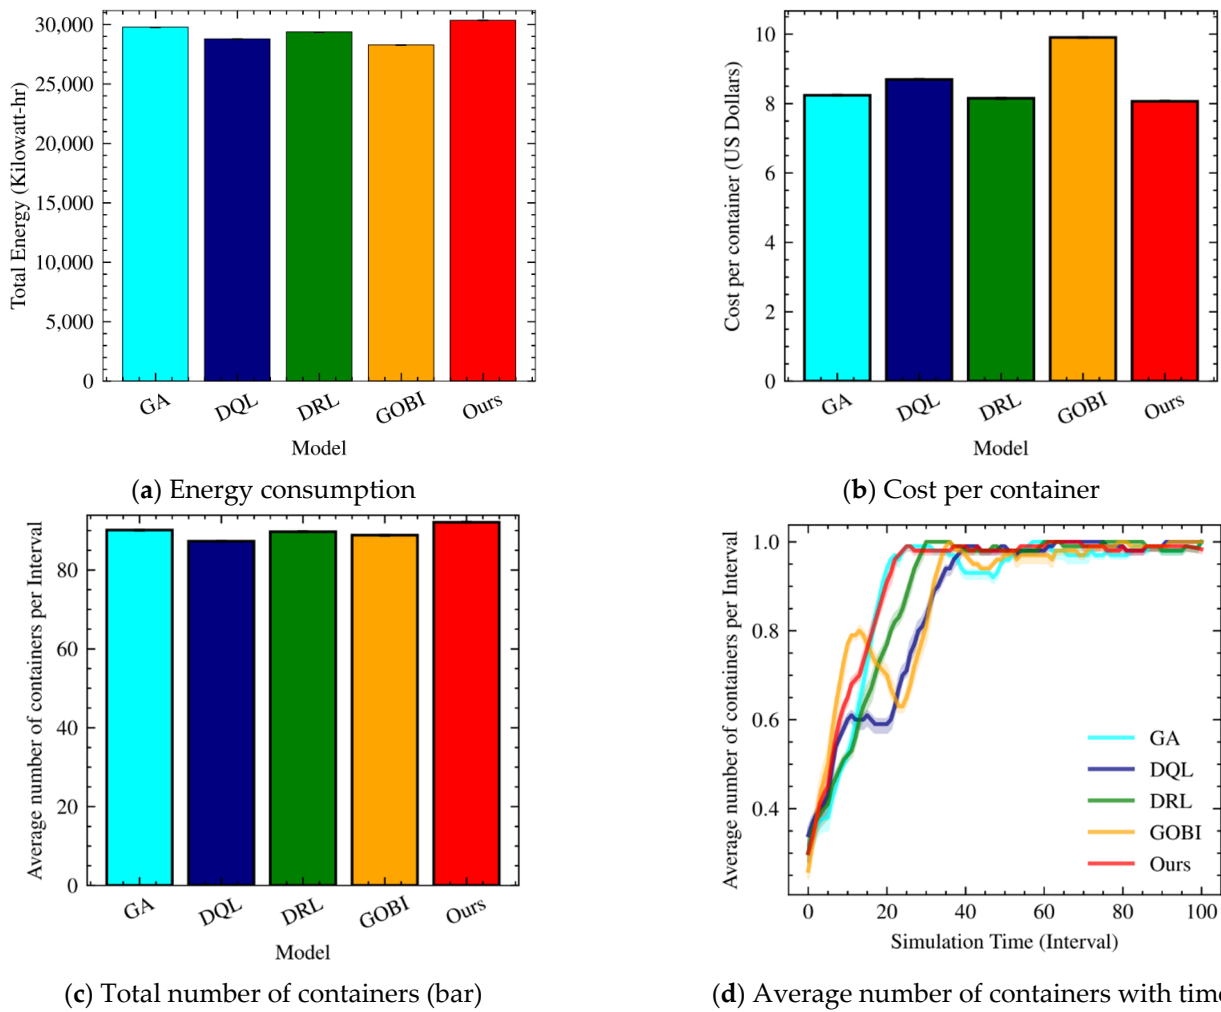 Total Energy (Kilowatt-hr)
30,000
25,000
20,000
15,000
10,000
5,000
0
GA
DQL
DRL
GOBI
Ours
Model
(a) Energy consumption
Cost per container (US Dollars)
10
8
6
4
2
0
GA
DQL
DRL
GOBI
Ours
Model
(b) Cost per container
Average number of containers per Interval
80
60
40
20
0
GA
DQL
DRL
GOBI
Ours
Model
(c) Total number of containers (bar)
Average number of containers per Interval
1.0
0.8
0.6
0.4
GA
DQL
DRL
GOBI
Ours
0
20
40
60
80
100
Simulation Time (Interval)
(d) Average number of containers with time